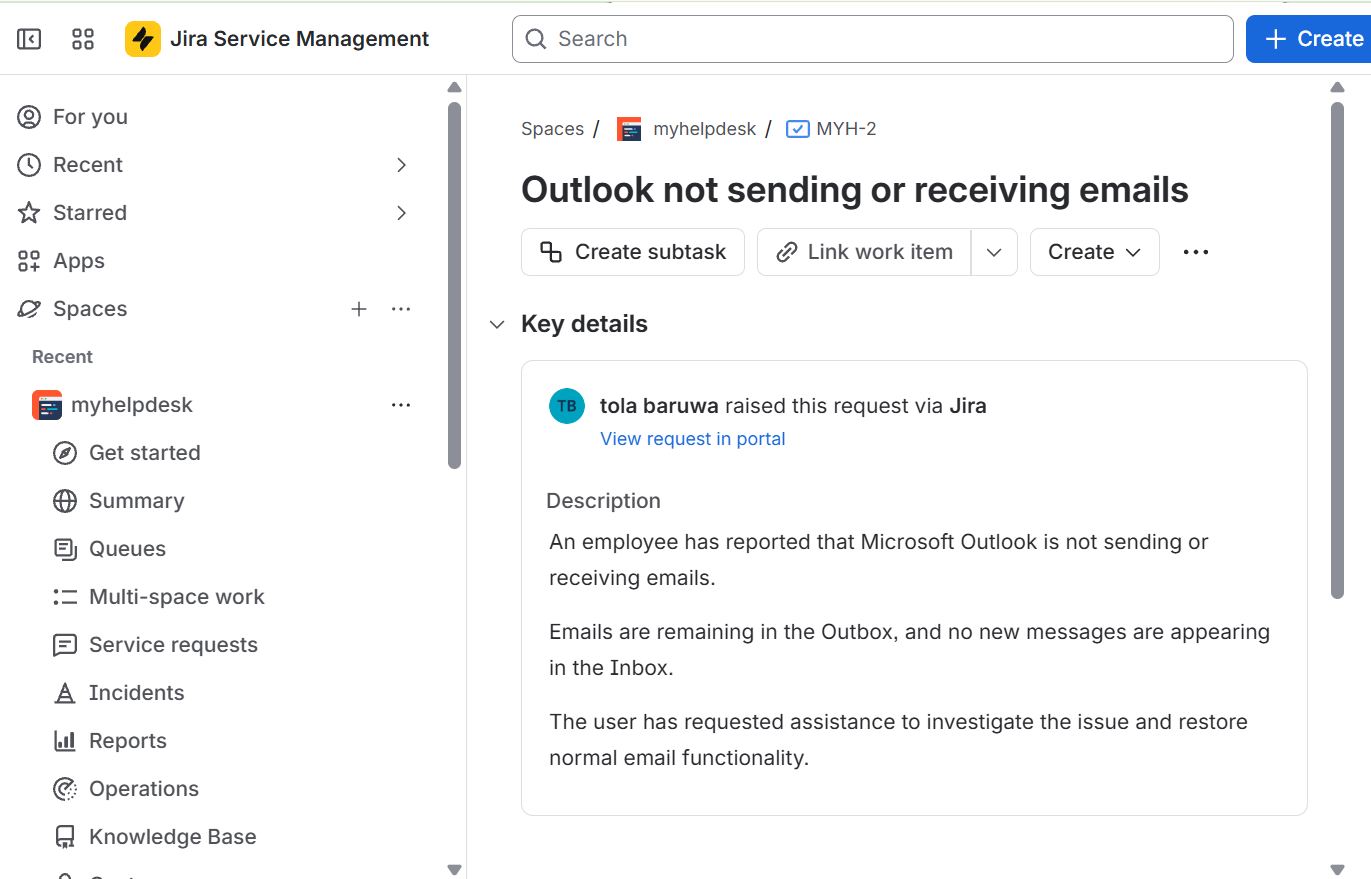 Jira Service Management
Search
Create
For you
Recent
Starred
Apps
Spaces
Recent
myhelpdesk
Get started
Summary
Queues
Multi-space work
Service requests
Incidents
Reports
Operations
Knowledge Base
Spaces / myhelpdesk / MYH-2
Outlook not sending or receiving emails
Create subtask
Link work item
Create
Key details
TB
tola baruwa raised this request via Jira
View request in portal
Description
An employee has reported that Microsoft Outlook is not sending or
receiving emails.
Emails are remaining in the Outbox, and no new messages are appearing
in the Inbox.
The user has requested assistance to investigate the issue and restore
normal email functionality.